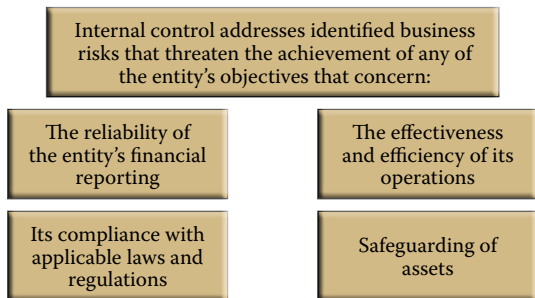 Internal control addresses identified business
risks that threaten the achievement of any of
the entity’s objectives that concern:
The reliability of
the entity’s financial
reporting
The effectiveness
and efficiency of its
operations
Its compliance with
applicable laws and
regulations
Safeguarding of
assets